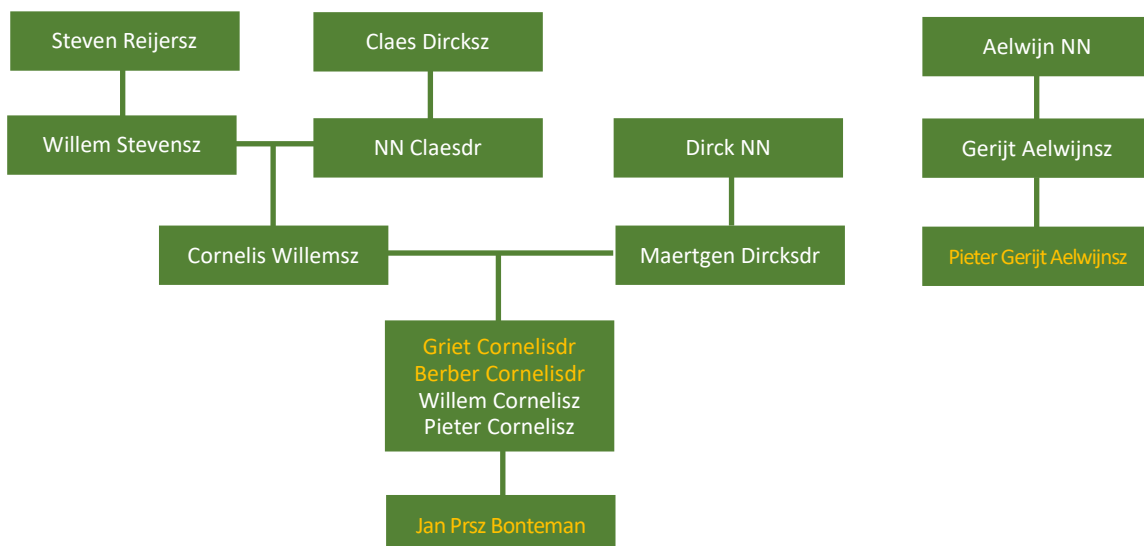 Steven Reijersz
Claes Dircksz
Aelwijn NN
Willem Stevensz
NN Claesdr
Dirck NN
Gerijt Aelwijnsz
Cornelis Willemsz
Maertgen Dircksdr
Pieter Gerijt Aelwijnsz
Griet Cornelisdr
Berber Cornelisdr
Willem Cornelisz
Pieter Cornelisz
Jan Prsz Bonteman